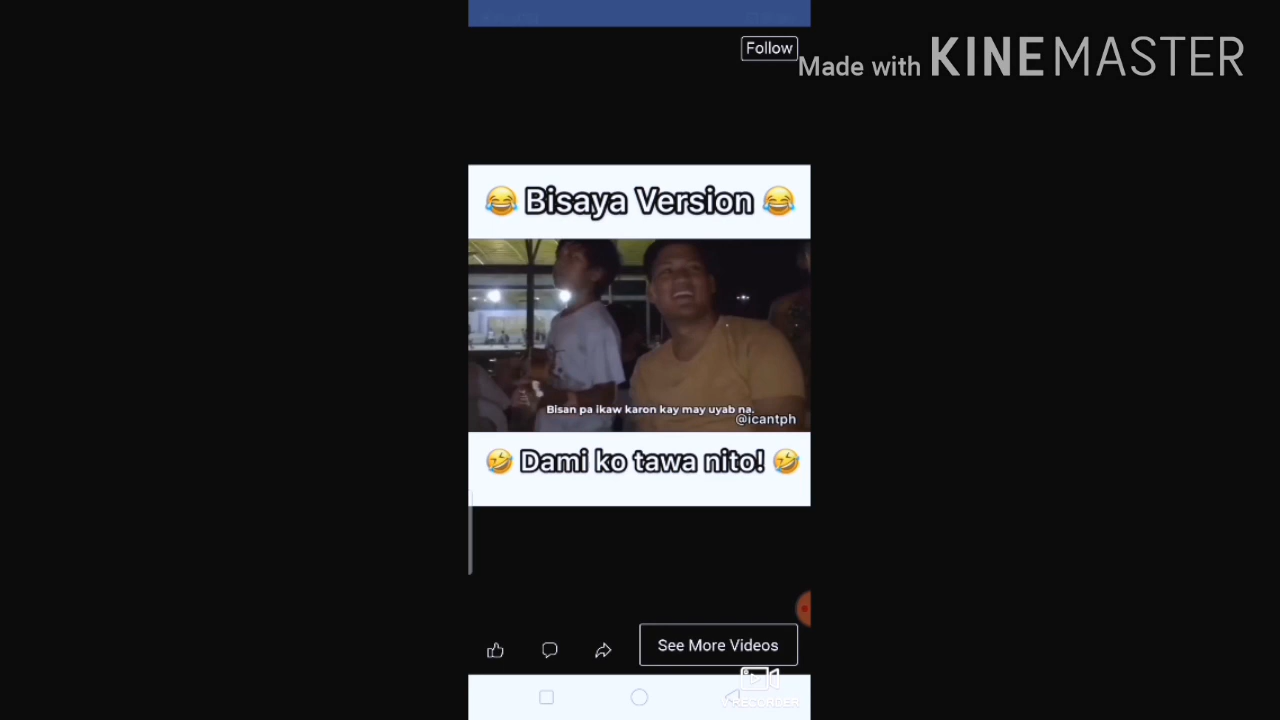 Follow
Made with KINEMASTER
😂 Bisaya Version 😂
Bisan pa ikaw karon kay may uyab na.
@icantph
🤣 Dami ko tawa nito! 🤣
See More Videos
V RECORDER